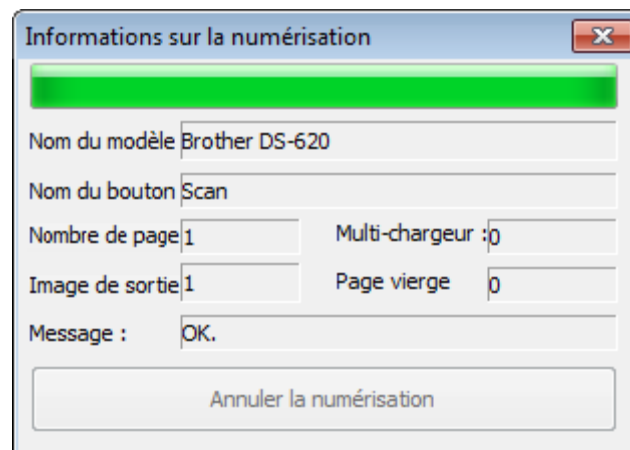 Informations sur la numérisation
Nom du modèle Brother DS-620
Nom du bouton Scan
Nombre de page 1 Multi-chargeur : 0
Image de sortie 1 Page vierge 0
Message : OK.
Annuler la numérisation